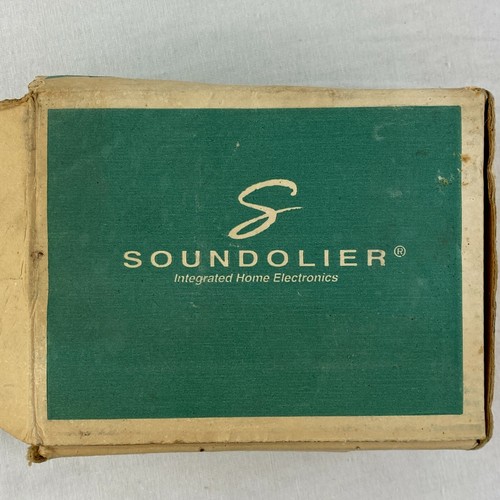 S
SOUNDOLIER®
Integrated Home Electronics